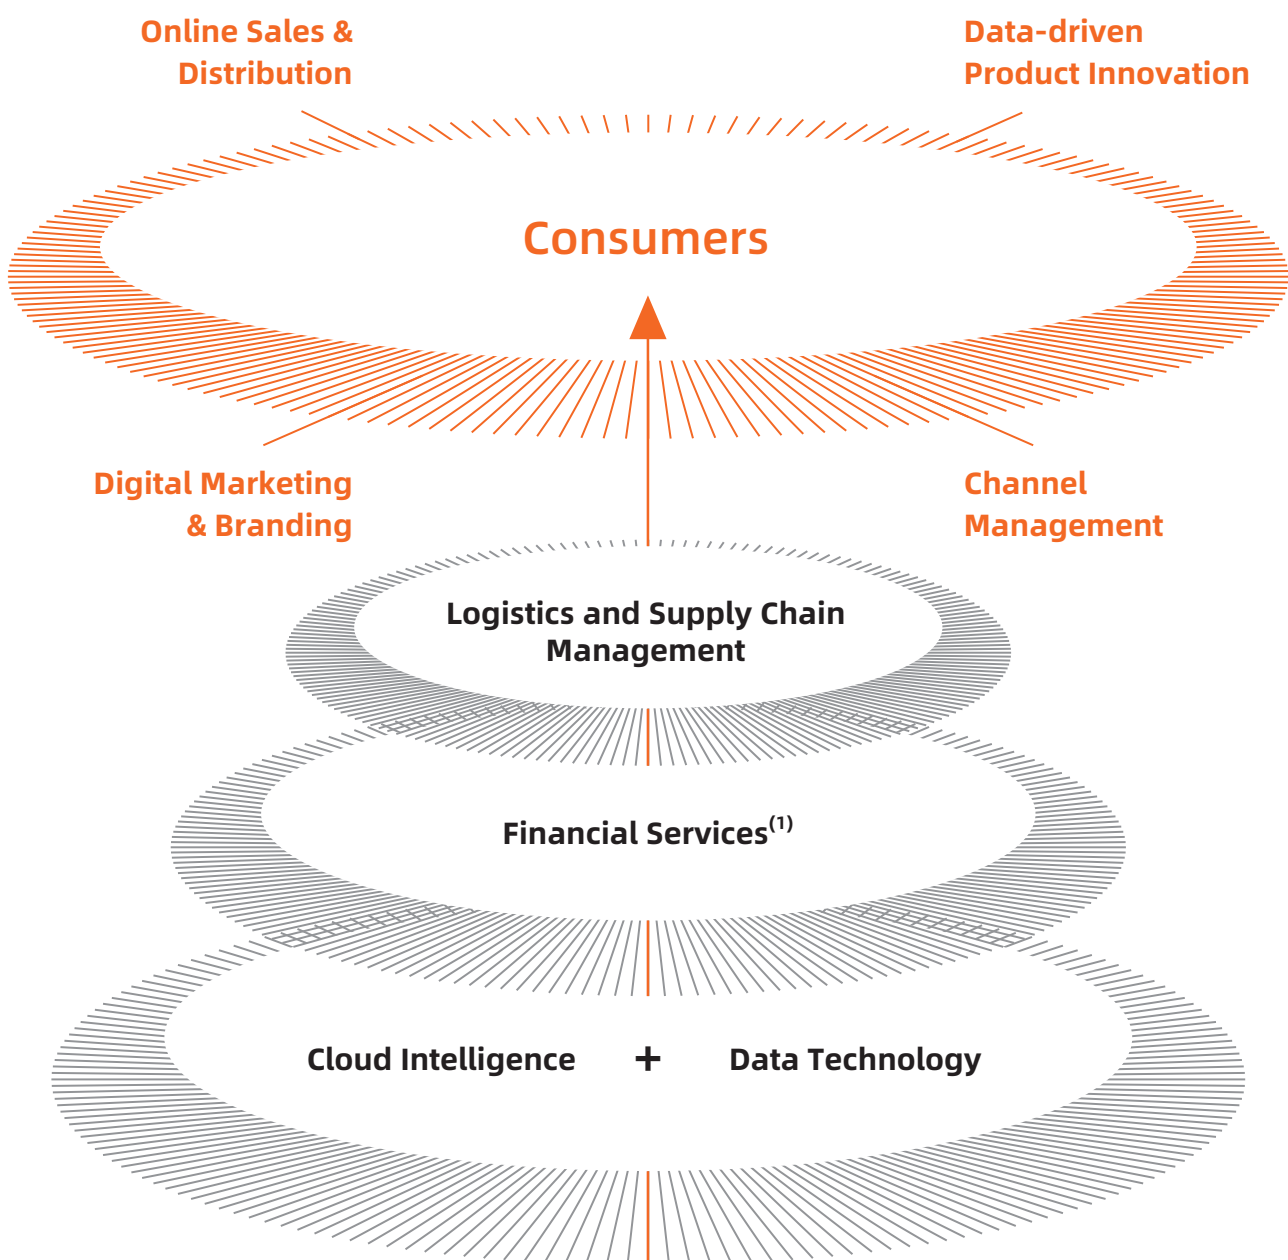 Online Sales &
Distribution
Data-driven
Product Innovation
Consumers
Digital Marketing
& Branding
Channel
Management
Logistics and Supply Chain
Management
Financial Services(1)
Cloud Intelligence + Data Technology